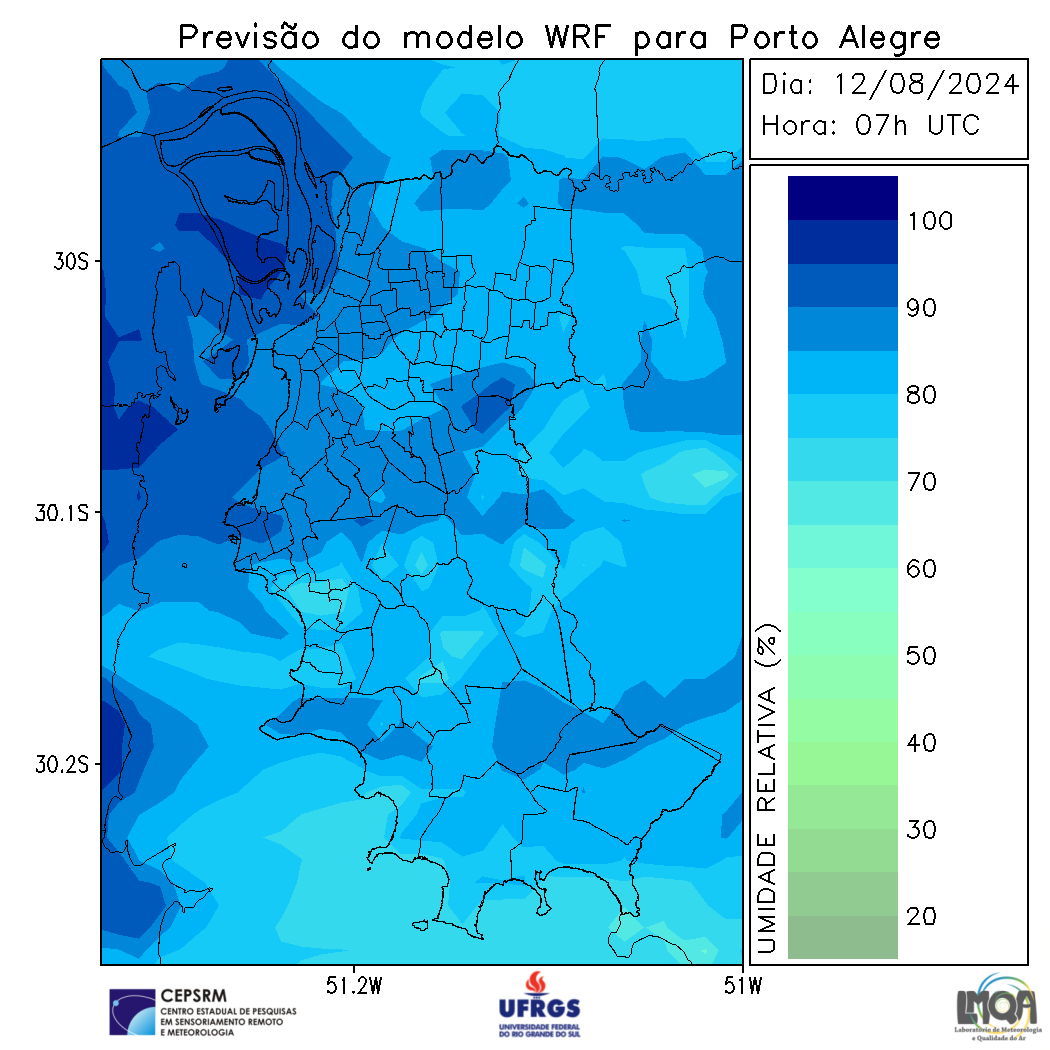 Previsão do modelo WRF para Porto Alegre
Dia: 12/08/2024
Hora: 07h UTC
30S
30.1S
30.2S
51.2W
51W
100
90
80
70
60
50
40
30
20
UMIDADE RELATIVA (%)
CEPSRM
CENTRO ESTADUAL DE PESQUISAS
EM SENSORIAMENTO REMOTO
E METEOROLOGIA
UFRGS
UNIVERSIDADE FEDERAL
DO RIO GRANDE DO SUL
LMQA
Laboratório de Meteorologia
e Qualidade do Ar